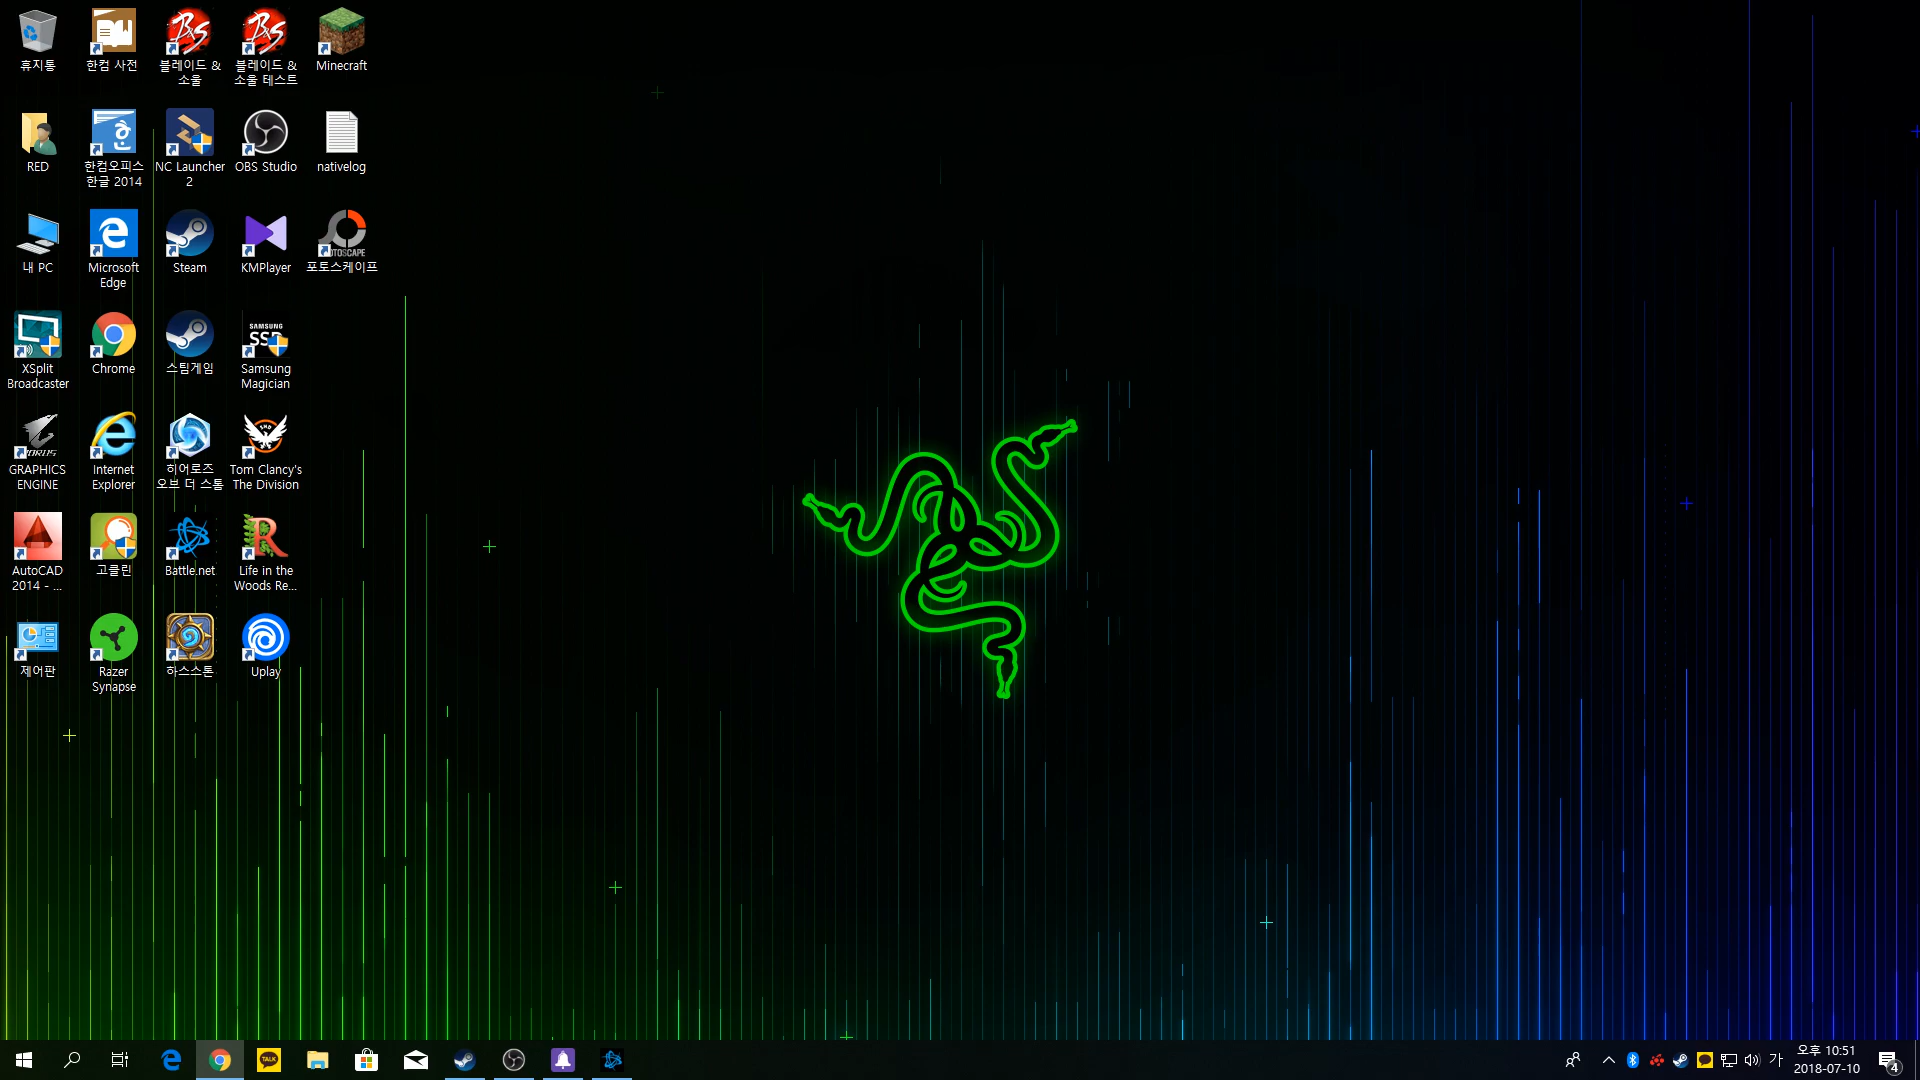 휴지통
한컴 사전
블레이드 &
소울
블레이드 &
소울 테스트
Minecraft
RED
한컴오피스
한글 2014
NC Launcher
2
OBS Studio
nativelog
내 PC
Microsoft
Edge
Steam
KMPlayer
포토스케이프
XSplit
Broadcaster
Chrome
스팀게임
SAMSUNG
SSD
Samsung
Magician
GRAPHICS
ENGINE
Internet
Explorer
히어로즈
오브 더 스톰
Tom Clancy's
The Division
AutoCAD
2014 - ...
고클린
Battle.net
Life in the
Woods Re...
제어판
Razer
Synapse
하스스톤
Uplay
TALK
가
오후 10:51
2018-07-10
4